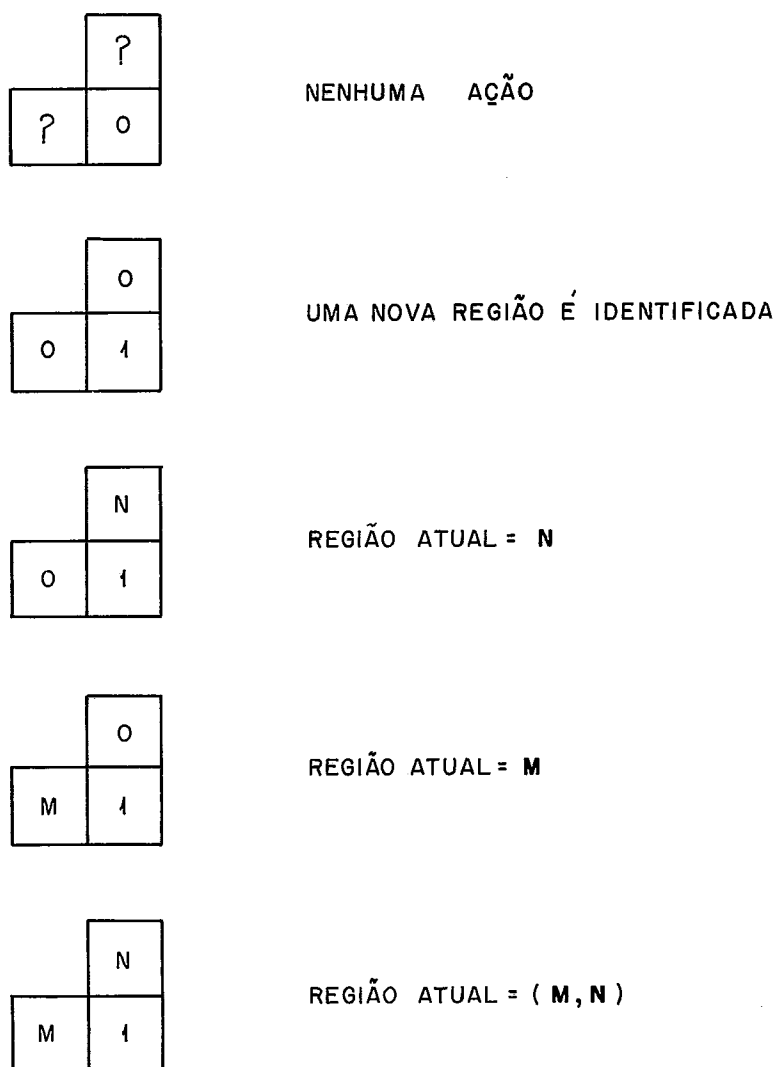 ?
? 0
NENHUMA AÇÃO
0
0 1
UMA NOVA REGIÃO É IDENTIFICADA
N
0 1
REGIÃO ATUAL = N
0
M 1
REGIÃO ATUAL = M
N
M 1
REGIÃO ATUAL = (M,N)